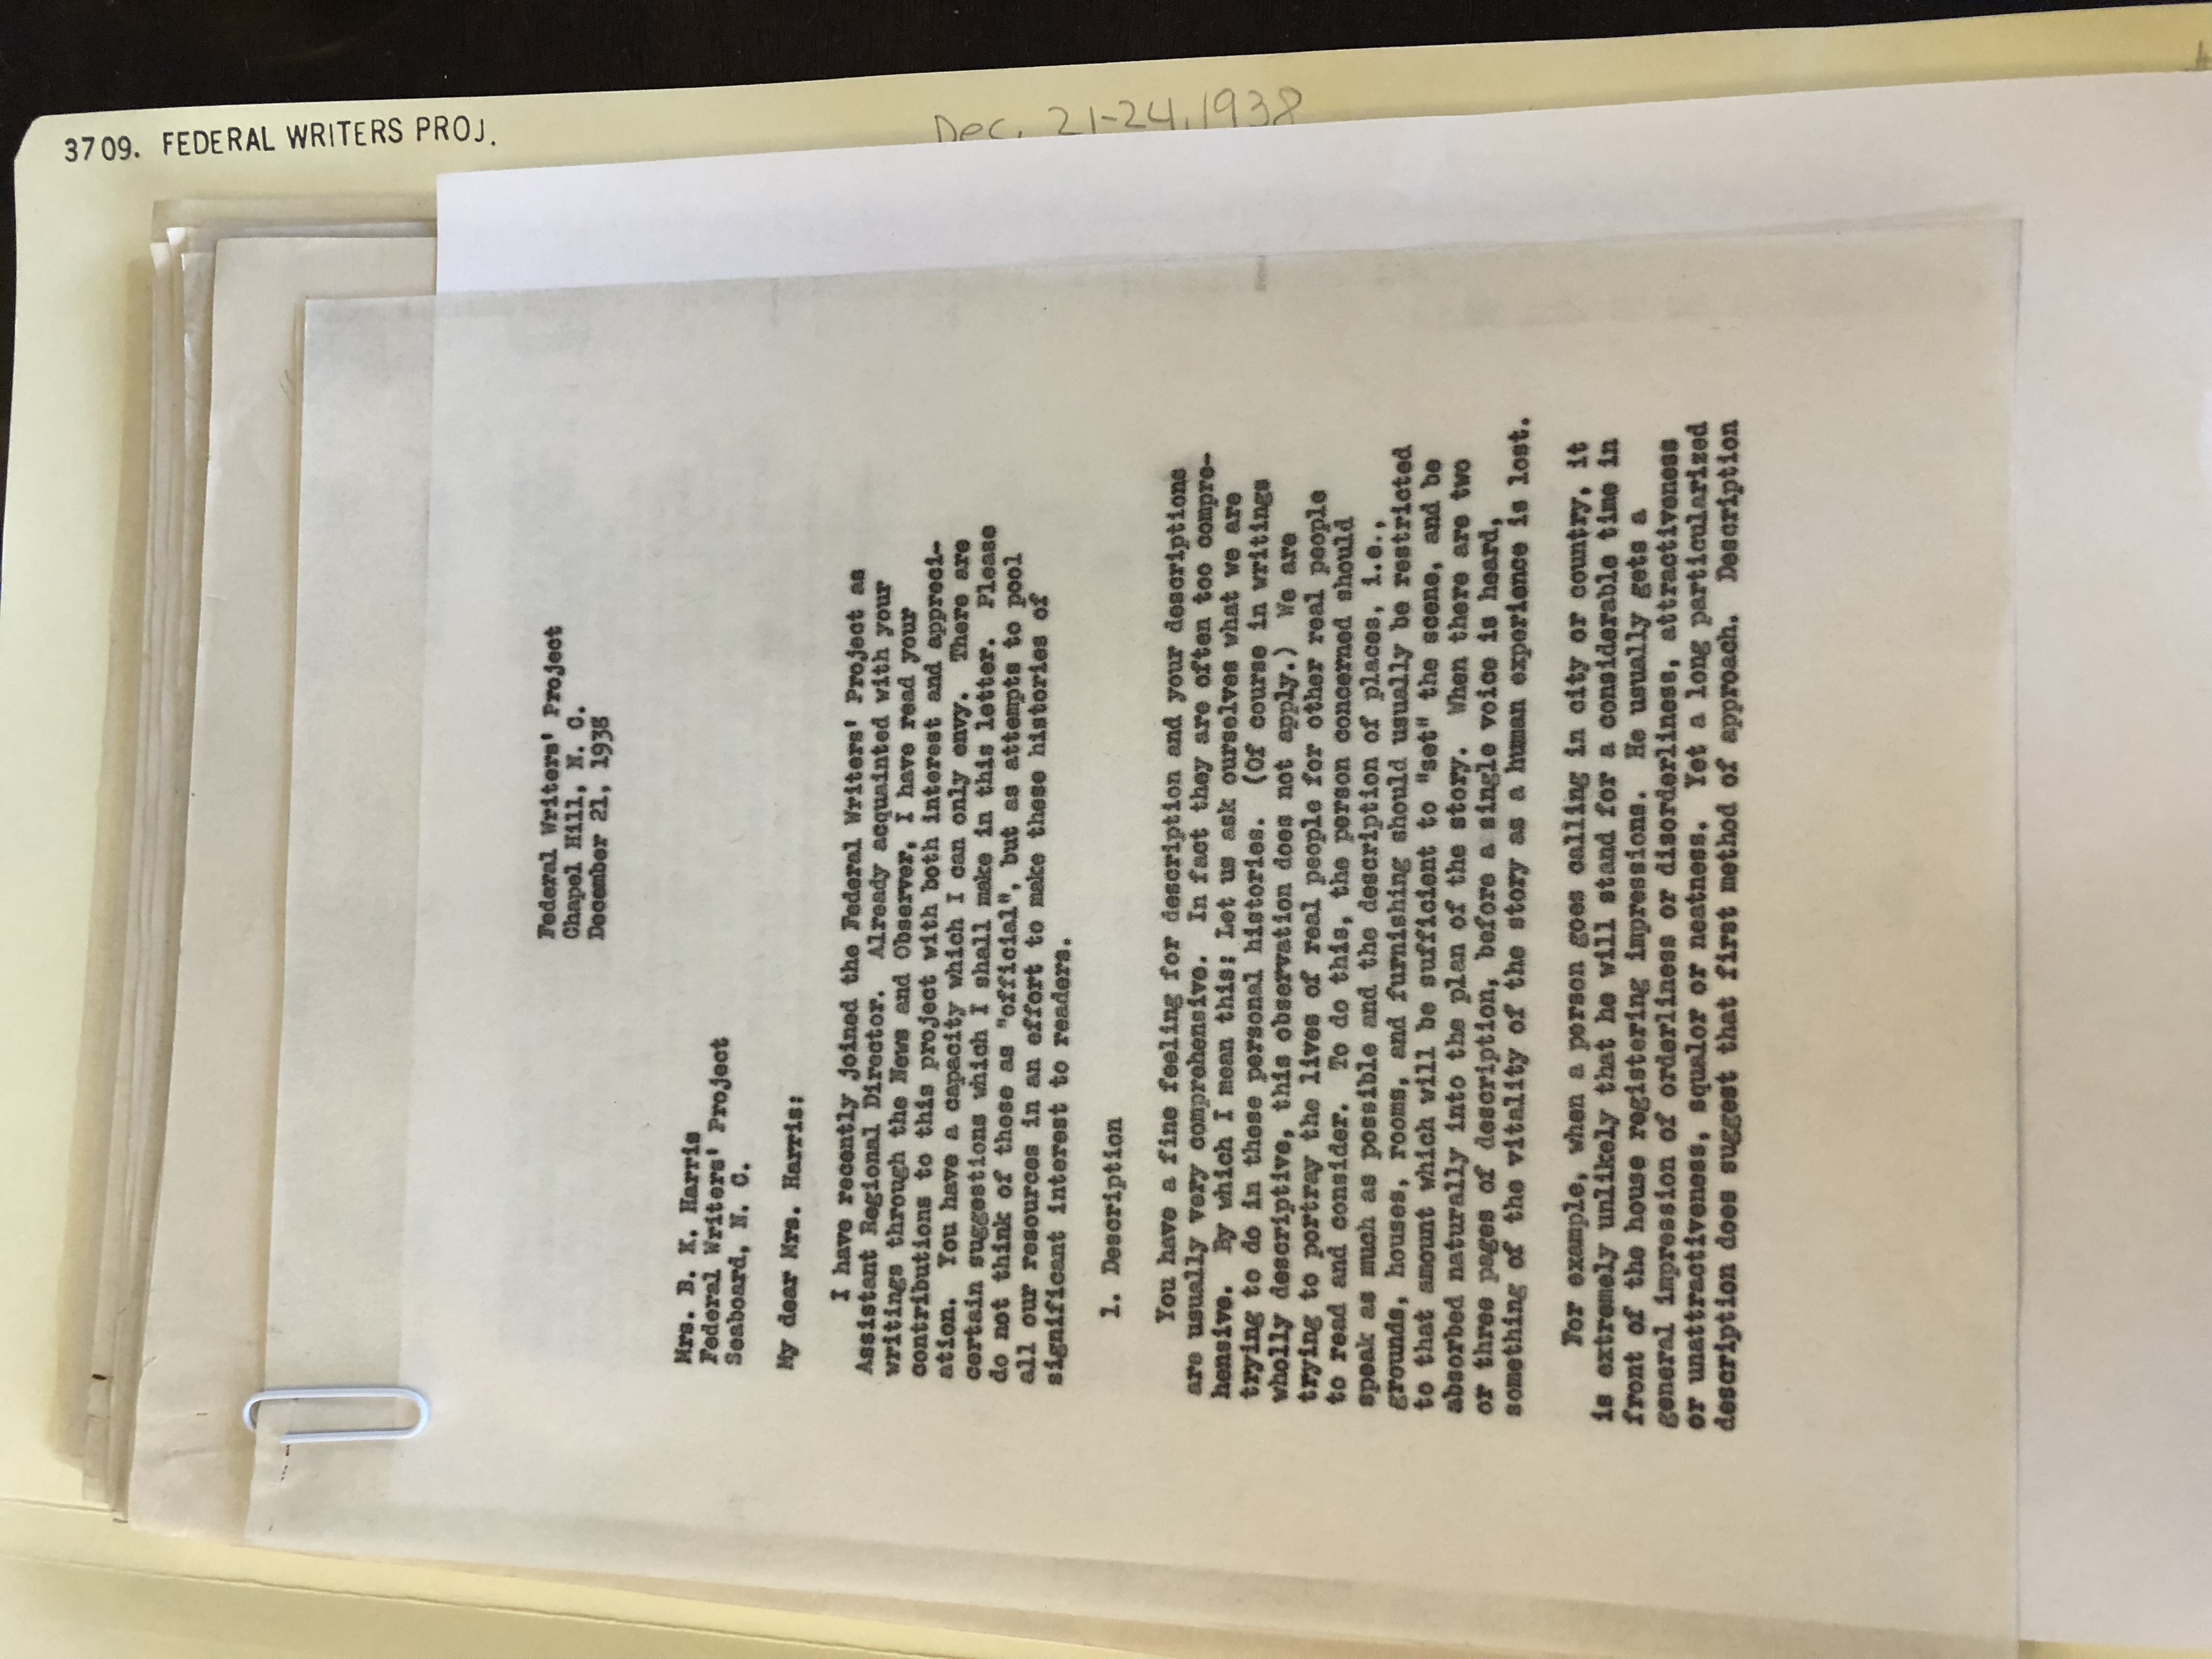 3709. FEDERAL WRITERS PROJ.
Dec. 21-24, 1938
Federal Writers' Project
Chapel Hill, N. C.
December 21, 1938
Mrs. B. K. Harris
Federal Writers' Project
Seaboard, N. C.
My dear Mrs. Harris:
I have recently joined the Federal Writers' Project as
Assistant Regional Director. Already acquainted with your
writings through the News and Observer, I have read your
contributions to this project with both interest and appreci-
ation. You have a capacity which I can only envy. There are
certain suggestions which I shall make in this letter. Please
do not think of these as "official", but as attempts to pool
all our resources in an effort to make these histories of
significant interest to readers.
1. Description
You have a fine feeling for description and your descriptions
are usually very comprehensive. In fact they are often too compre-
hensive. By which I mean this: Let us ask ourselves what we are
trying to do in these personal histories. (Of course in writings
wholly descriptive, this observation does not apply.) We are
trying to portray the lives of real people for other real people
to read and consider. To do this, the person concerned should
speak as much as possible and the description of places, i.e.,
grounds, houses, rooms, and furnishing should usually be restricted
to that amount which will be sufficient to "set" the scene, and be
absorbed naturally into the plan of the story. When there are two
or three pages of description, before a single voice is heard,
something of the vitality of the story as a human experience is lost.
For example, when a person goes calling in city or country, it
is extremely unlikely that he will stand for a considerable time in
front of the house registering impressions. He usually gets a
general impression of orderliness or disorderliness, attractiveness
or unattractiveness, squalor or neatness. Yet a long particularized
description does suggest that first method of approach. Description